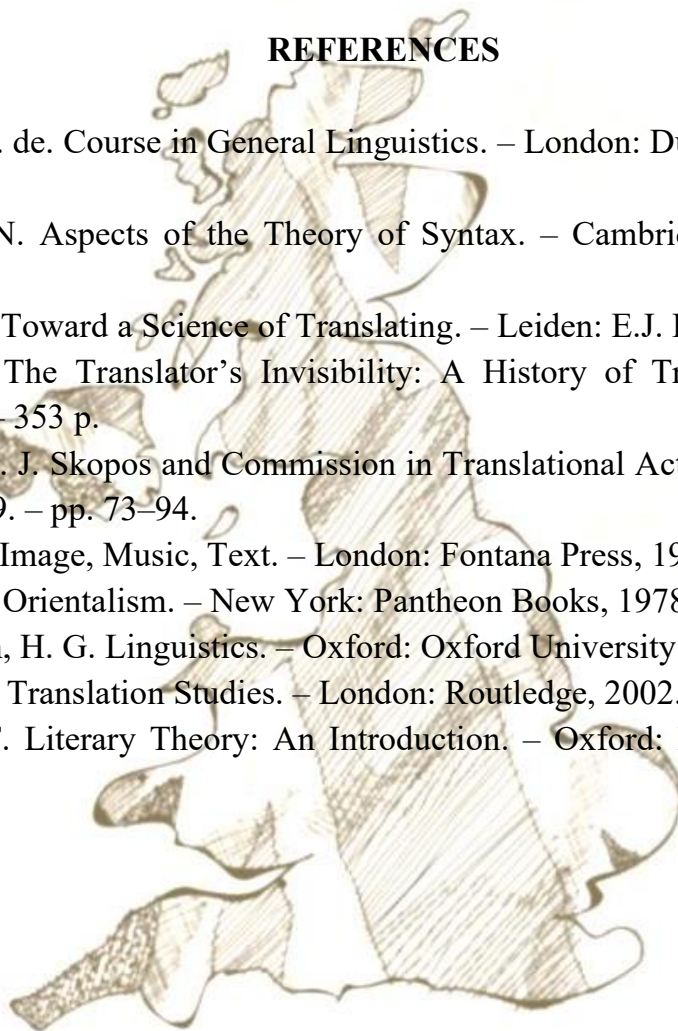 REFERENCES
. de. Course in General Linguistics. – London: Du
N. Aspects of the Theory of Syntax. – Cambri
Toward a Science of Translating. – Leiden: E.J.
The Translator’s Invisibility: A History of Tr
– 353 p.
. J. Skopos and Commission in Translational Act
9. – pp. 73–94.
Image, Music, Text. – London: Fontana Press, 19
Orientalism. – New York: Pantheon Books, 1978
, H. G. Linguistics. – Oxford: Oxford University
Translation Studies. – London: Routledge, 2002.
. Literary Theory: An Introduction. – Oxford: